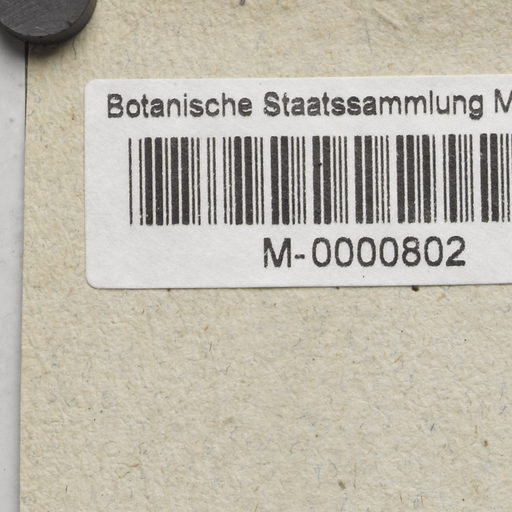 Botanische Staatssammlung M
M-0000802